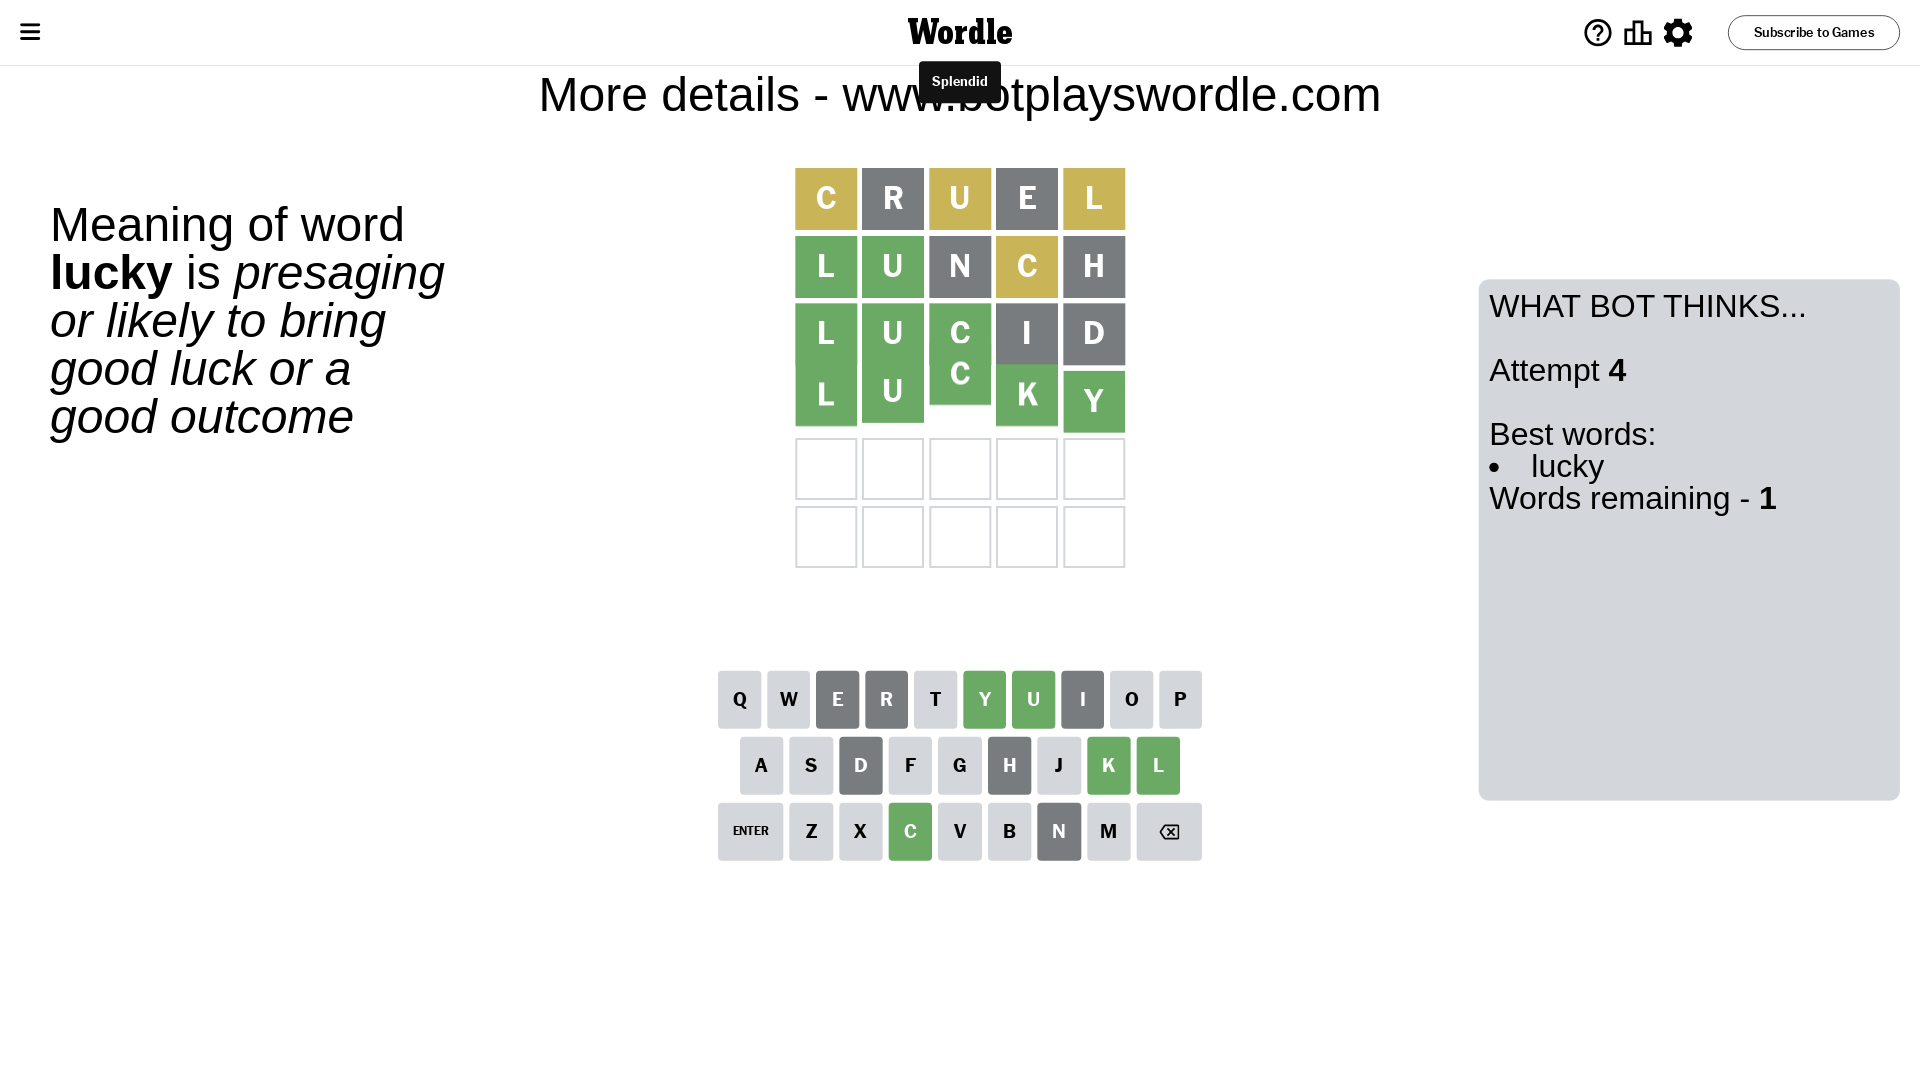 Wordle
Subscribe to Games
Splendid
More details - www.botplayswordle.com
Meaning of word
lucky is presaging
or likely to bring
good luck or a
good outcome
C R U E L
L U N C H
L U C I D
L U C K Y
WHAT BOT THINKS...
Attempt 4
Best words:
• lucky
Words remaining - 1
Q W E R T Y U I O P
A S D F G H J K L
ENTER Z X C V B N M